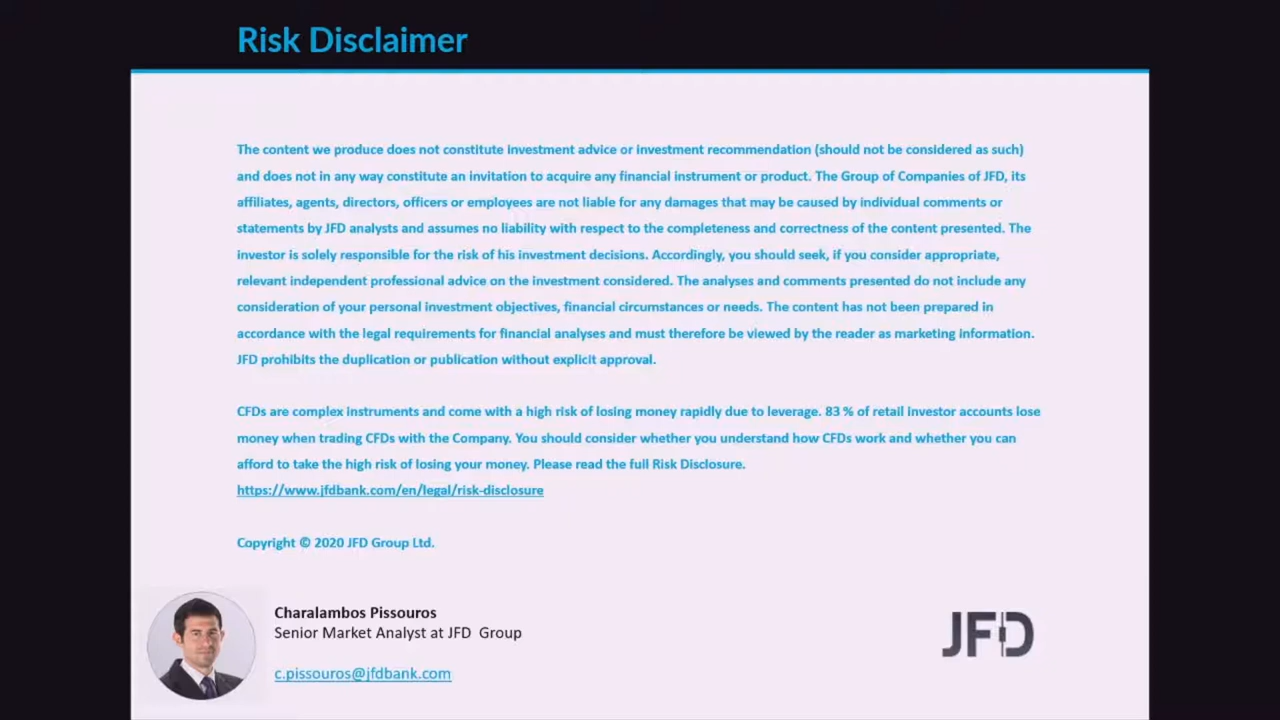 Risk Disclaimer
The content we produce does not constitute investment advice or investment recommendation (should not be considered as such)
and does not in any way constitute an invitation to acquire any financial instrument or product. The Group of Companies of JFD, its
affiliates, agents, directors, officers or employees are not liable for any damages that may be caused by individual comments or
statements by JFD analysts and assumes no liability with respect to the completeness and correctness of the content presented. The
investor is solely responsible for the risk of his investment decisions. Accordingly, you should seek, if you consider appropriate,
relevant independent professional advice on the investment considered. The analyses and comments presented do not include any
consideration of your personal investment objectives, financial circumstances or needs. The content has not been prepared in
accordance with the legal requirements for financial analyses and must therefore be viewed by the reader as marketing information.
JFD prohibits the duplication or publication without explicit approval.
CFDs are complex instruments and come with a high risk of losing money rapidly due to leverage. 83 % of retail investor accounts lose
money when trading CFDs with the Company. You should consider whether you understand how CFDs work and whether you can
afford to take the high risk of losing your money. Please read the full Risk Disclosure.
https://www.jfdbank.com/en/legal/risk-disclosure
Copyright © 2020 JFD Group Ltd.
Charalambos Pissouros
Senior Market Analyst at JFD Group
c.pissouros@jfdbank.com
JFD